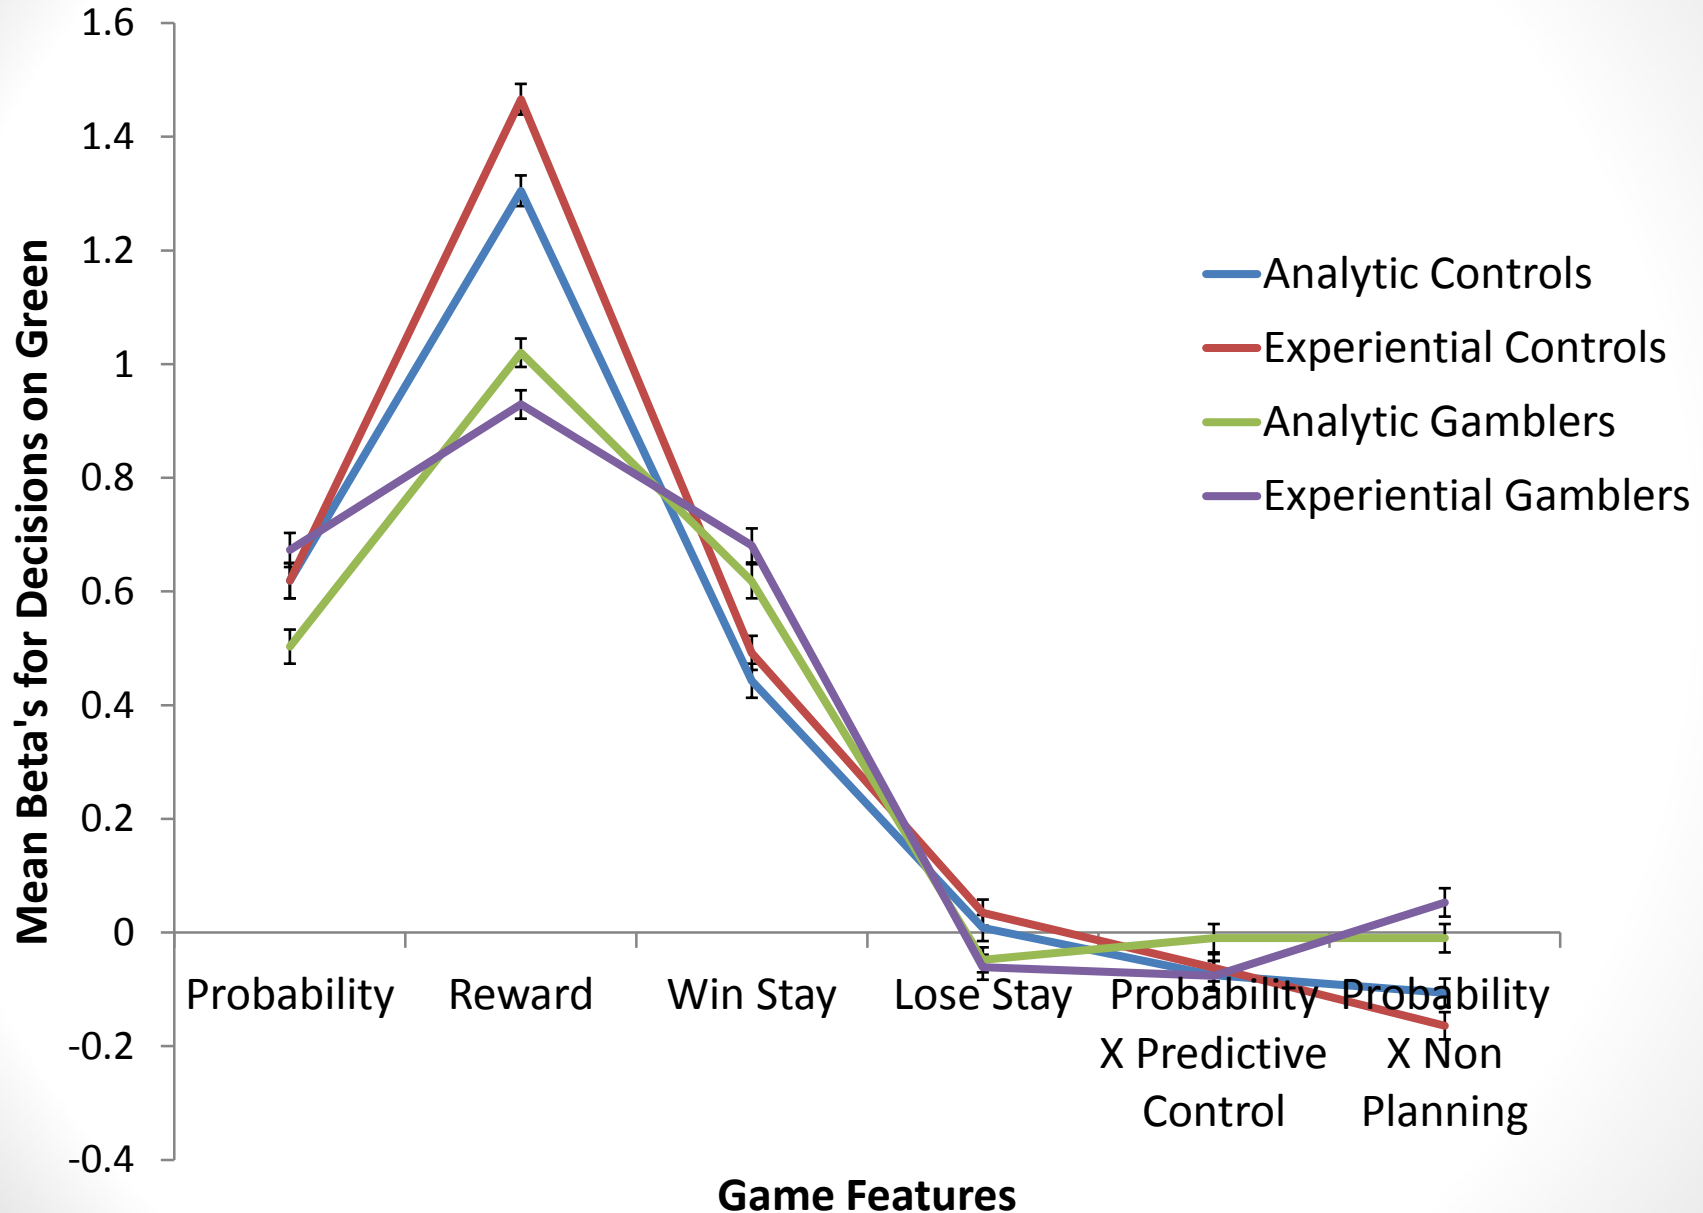 1.6
1.4
1.2
1
0.8
0.6
0.4
0.2
0
-0.2
-0.4
Mean Beta's for Decisions on Green
Analytic Controls
Experiential Controls
Analytic Gamblers
Experiential Gamblers
Probability
Reward
Win Stay
Lose Stay
Probability
X Predictive
Control
Probability
X Non
Planning
Game Features